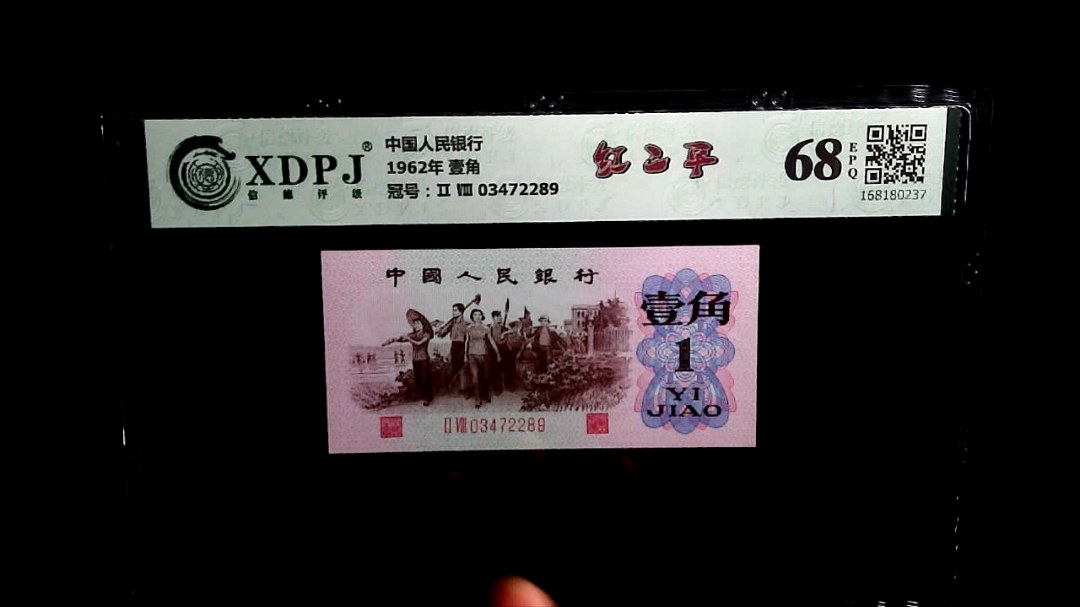 XDPJ®
信德评级
中国人民银行
1962年 壹角
冠号：II VIII 03472289
红二平
68
EPQ
168180237
中國人民銀行
壹角
1
YI
JIAO
II VIII 03472289